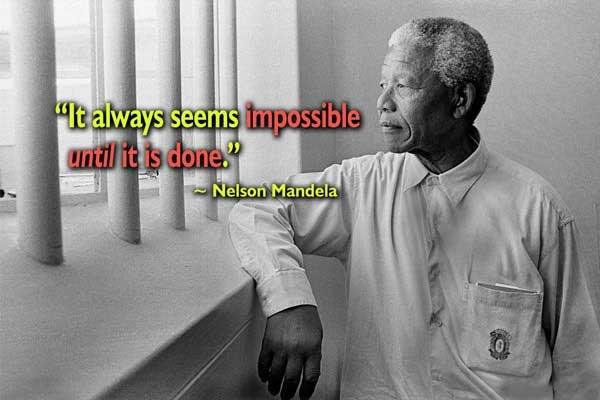 “It always seems impossible
until it is done.”
~ Nelson Mandela